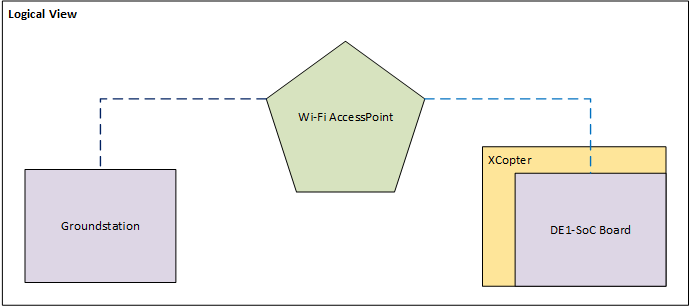 Logical View
Wi-Fi AccessPoint
XCopter
Groundstation
DE1-SoC Board